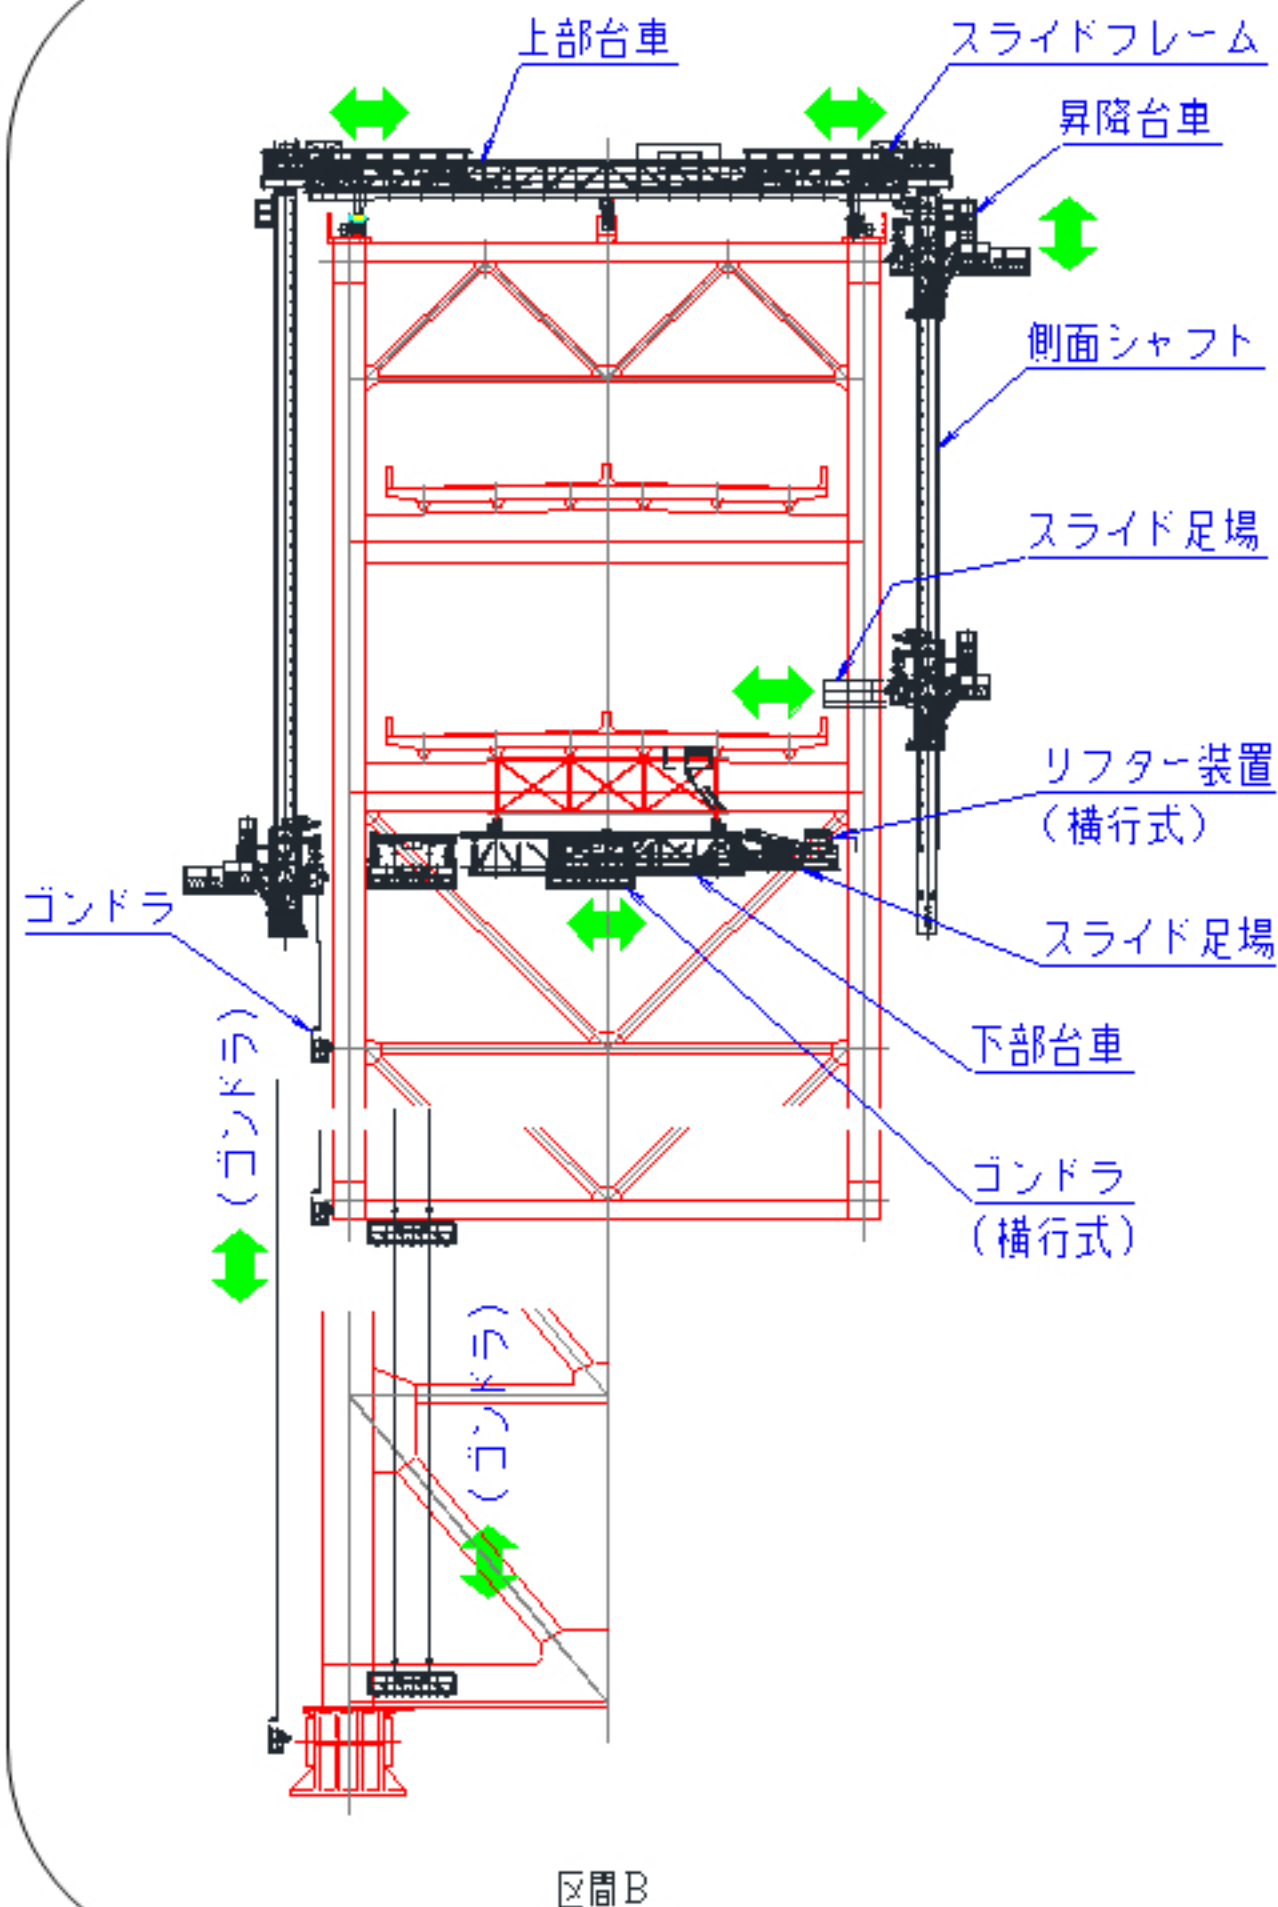 上部台車
スライドフレーム
昇降台車
側面シャフト
スライド足場
リフター装置
(横行式)
ゴンドラ
スライド足場
(ゴンドラ)
下部台車
ゴンドラ
(横行式)
(ゴンドラ)
区間B